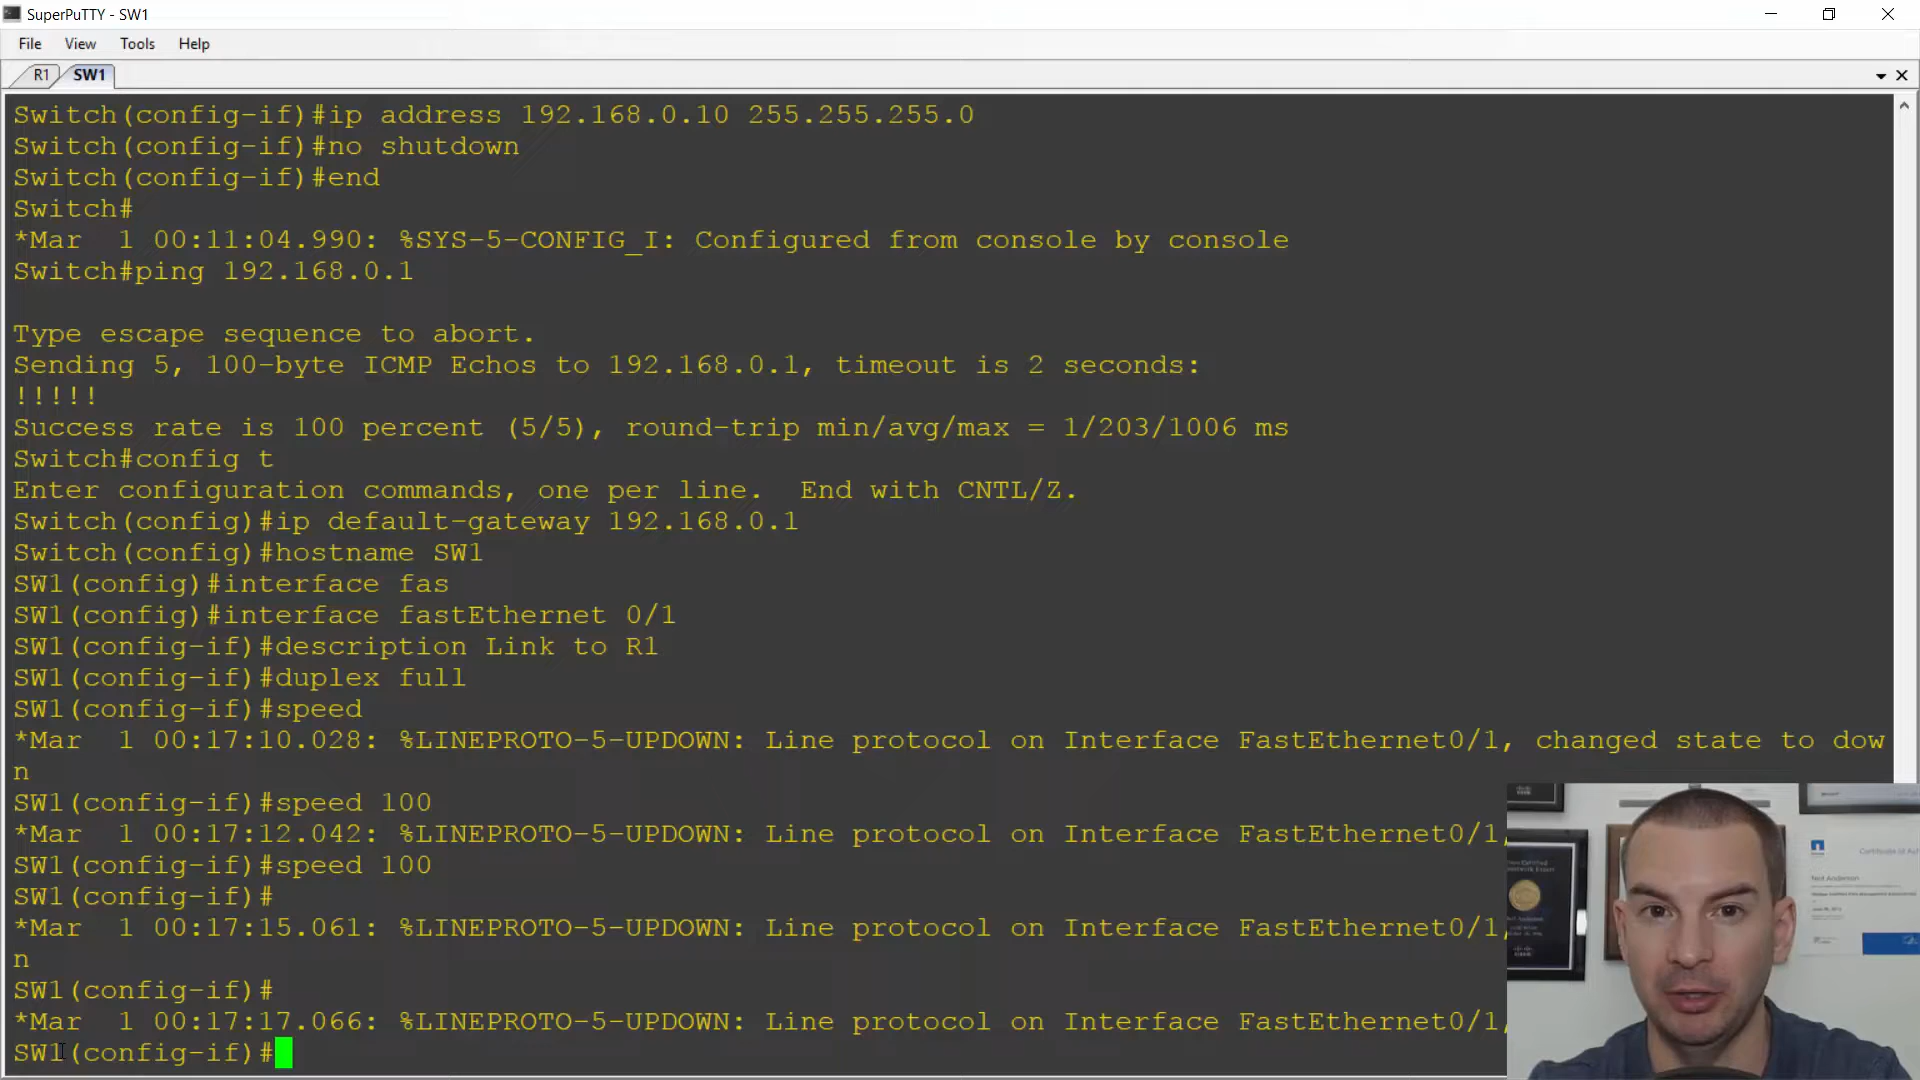 SuperPuTTY - SW1
File View Tools Help
R1 SW1
Switch(config-if)#ip address 192.168.0.10 255.255.255.0
Switch(config-if)#no shutdown
Switch(config-if)#end
Switch#
*Mar  1 00:11:04.990: %SYS-5-CONFIG_I: Configured from console by console
Switch#ping 192.168.0.1
Type escape sequence to abort.
Sending 5, 100-byte ICMP Echos to 192.168.0.1, timeout is 2 seconds:
!!!!!
Success rate is 100 percent (5/5), round-trip min/avg/max = 1/203/1006 ms
Switch#config t
Enter configuration commands, one per line.  End with CNTL/Z.
Switch(config)#ip default-gateway 192.168.0.1
Switch(config)#hostname SW1
SW1(config)#interface fas
SW1(config)#interface fastEthernet 0/1
SW1(config-if)#description Link to R1
SW1(config-if)#duplex full
SW1(config-if)#speed
*Mar  1 00:17:10.028: %LINEPROTO-5-UPDOWN: Line protocol on Interface FastEthernet0/1, changed state to dow
n
SW1(config-if)#speed 100
*Mar  1 00:17:12.042: %LINEPROTO-5-UPDOWN: Line protocol on Interface FastEthernet0/1,
SW1(config-if)#speed 100
SW1(config-if)#
*Mar  1 00:17:15.061: %LINEPROTO-5-UPDOWN: Line protocol on Interface FastEthernet0/1,
n
SW1(config-if)#
*Mar  1 00:17:17.066: %LINEPROTO-5-UPDOWN: Line protocol on Interface FastEthernet0/1,
SW1(config-if)#